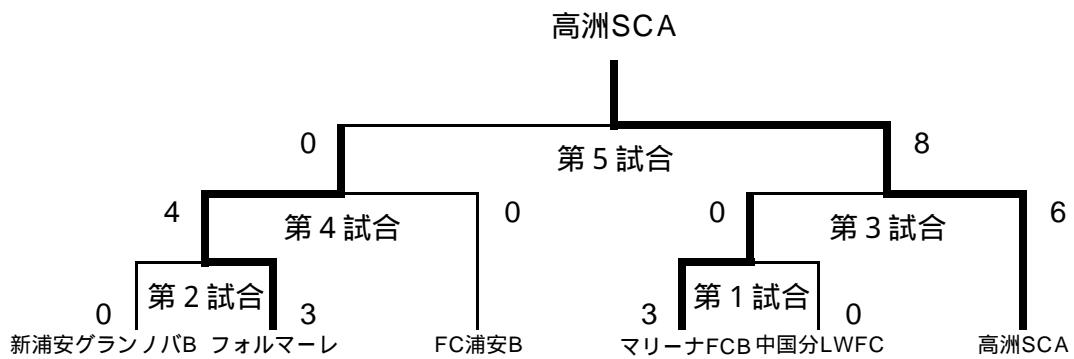 高洲SCA
0 8
第5試合
4 0 0 6
第4試合 第3試合
第2試合 第1試合
0 3 3 0
新浦安グランノバB フォルマーレ FC浦安B マリーナFCB 中国分LWFC 高洲SCA